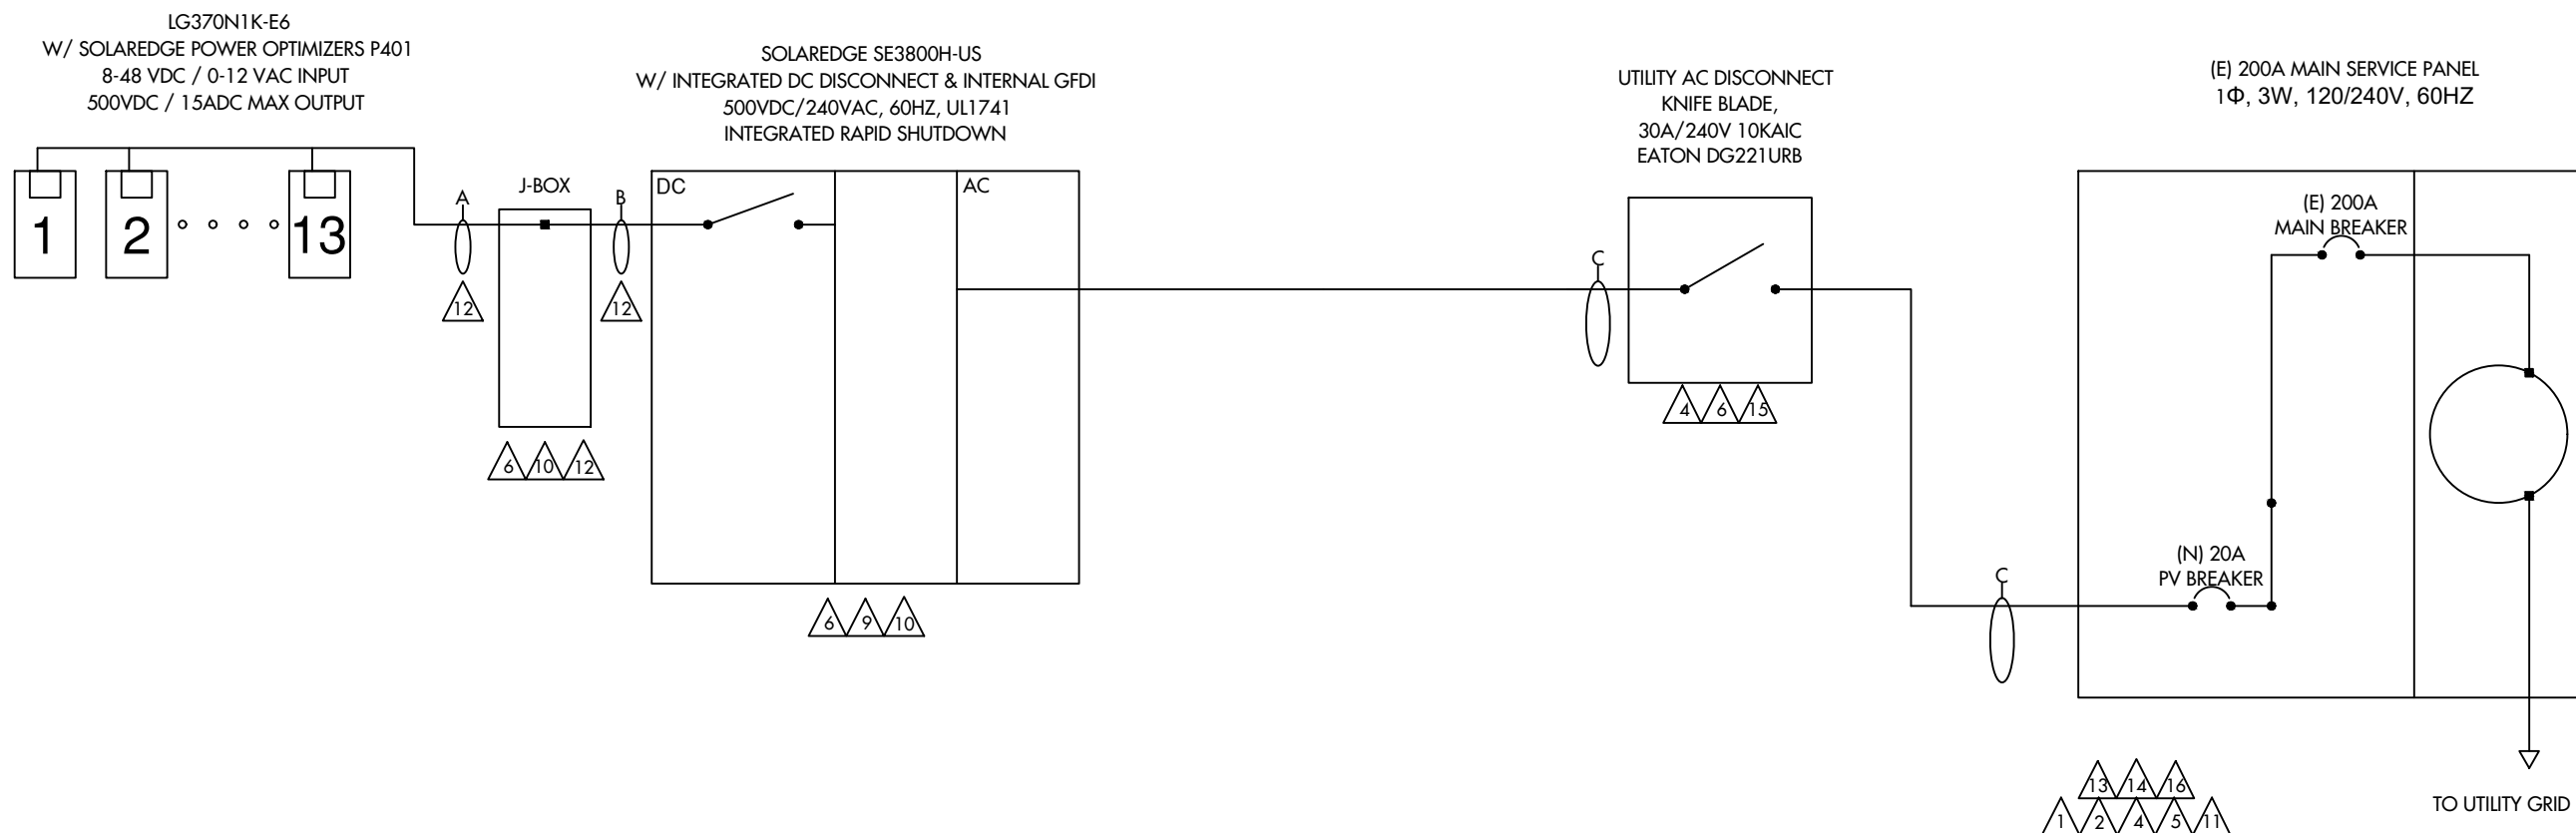 LG370N1K-E6
W/ SOLAREDGE POWER OPTIMIZERS P401
8-48 VDC / 0-12 VAC INPUT
500VDC / 15ADC MAX OUTPUT
1
2
13
A
12
J-BOX
6 10 12
B
12
SOLAREDGE SE3800H-US
W/ INTEGRATED DC DISCONNECT & INTERNAL GFDI
500VDC/240VAC, 60HZ, UL1741
INTEGRATED RAPID SHUTDOWN
DC
AC
6 9 10
UTILITY AC DISCONNECT
KNIFE BLADE,
30A/240V 10KAIC
EATON DG221URB
C
4 6 15
C
(E) 200A MAIN SERVICE PANEL
1Φ, 3W, 120/240V, 60HZ
(E) 200A
MAIN BREAKER
(N) 20A
PV BREAKER
13 14 16
1 2 4 5 11
TO UTILITY GRID